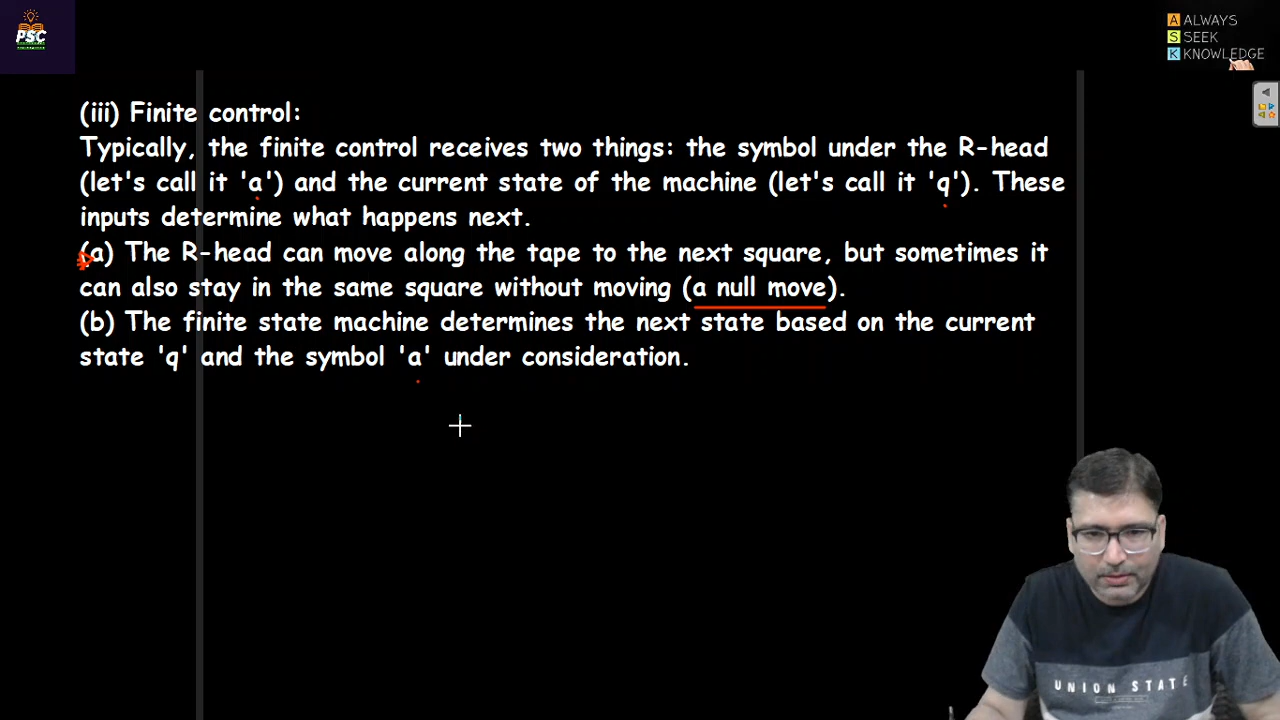 PSC
A ALWAYS
S SEEK
K KNOWLEDGE
(iii) Finite control:
Typically, the finite control receives two things: the symbol under the R-head
(let's call it 'a') and the current state of the machine (let's call it 'q'). These
inputs determine what happens next.
(a) The R-head can move along the tape to the next square, but sometimes it
can also stay in the same square without moving (a null move).
(b) The finite state machine determines the next state based on the current
state 'q' and the symbol 'a' under consideration.
UNION STATE